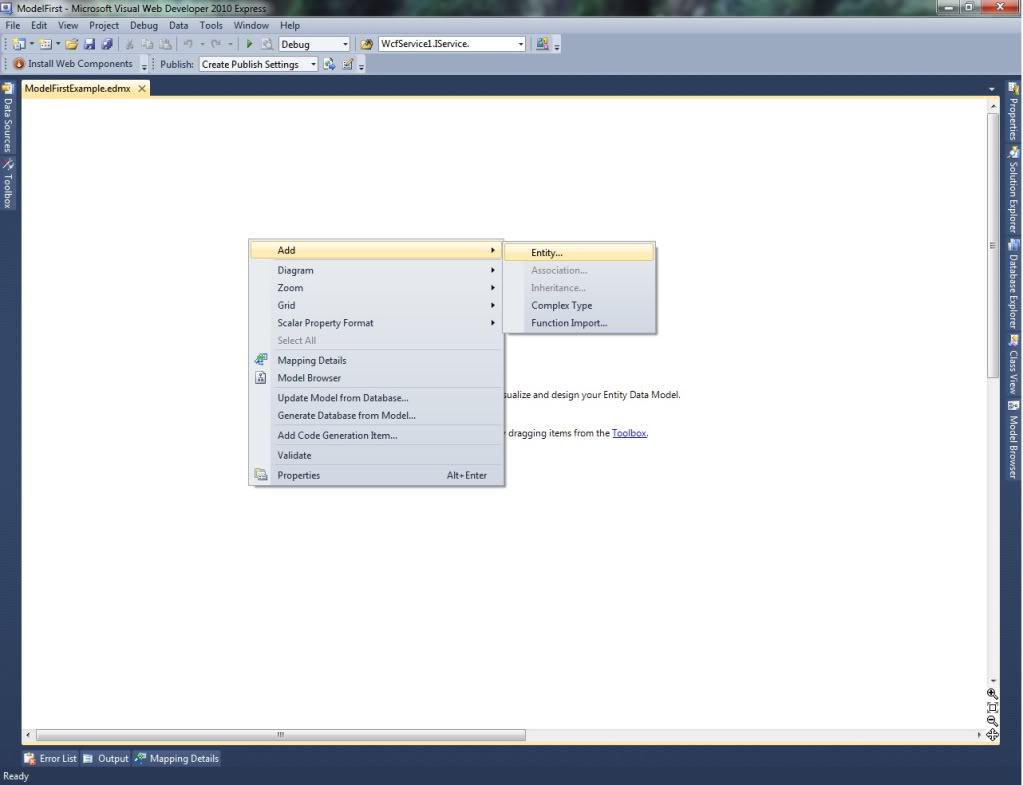 ModelFirst - Microsoft Visual Web Developer 2010 Express
File Edit View Project Debug Data Tools Window Help
Debug WcfService1.IService.
Install Web Components Publish: Create Publish Settings
ModelFirstExample.edmx
Data Sources
Toolbox
Add
Diagram
Zoom
Grid
Scalar Property Format
Select All
Mapping Details
Model Browser
Update Model from Database...
Generate Database from Model...
Add Code Generation Item...
Validate
Properties Alt+Enter
Entity...
Association...
Inheritance...
Complex Type
Function Import...
and design your Entity Data Model.
dragging items from the Toolbox.
Properties
Solution Explorer
Database Explorer
Class View
Model Browser
Error List Output Mapping Details
Ready